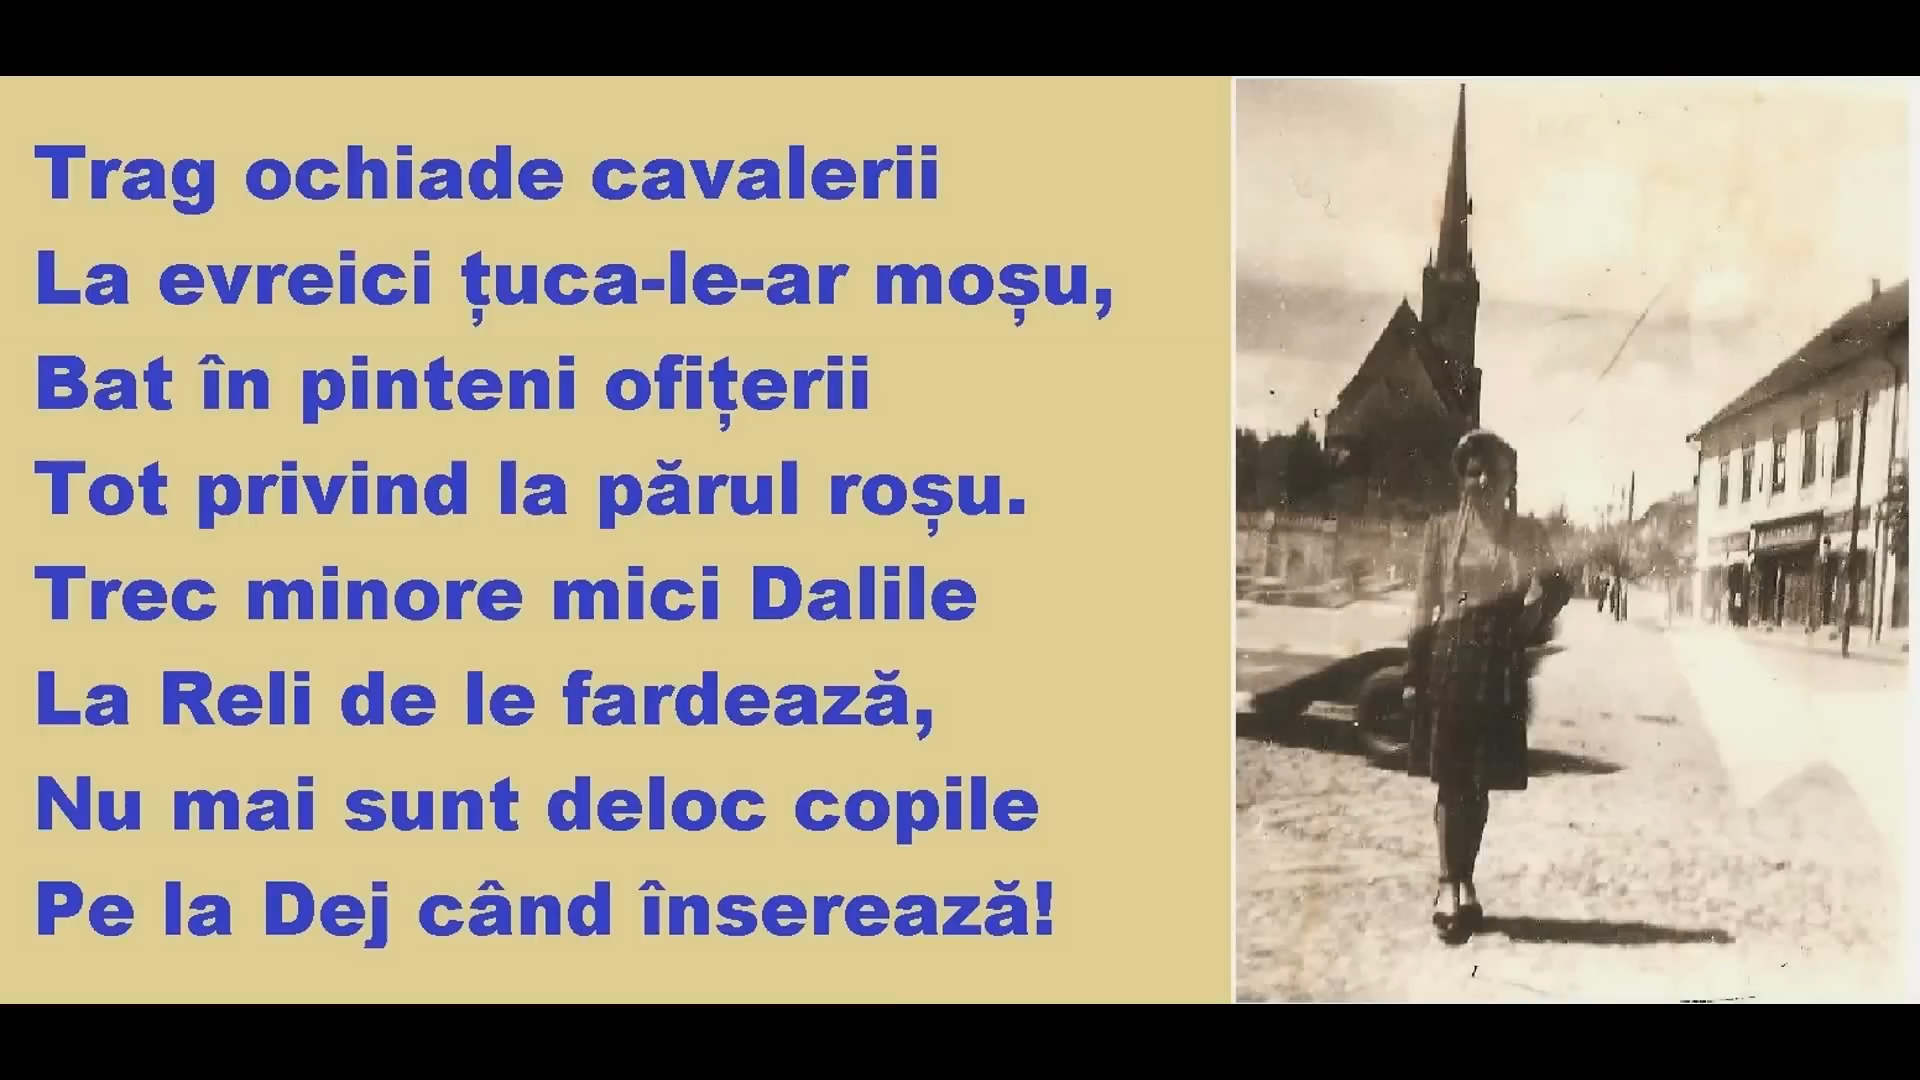 Trag ochiade cavalerii
La evreici țuca-le-ar moșu,
Bat în pinteni ofițerii
Tot privind la părul roșu.
Trec minore mici Dalile
La Reli de le fardează,
Nu mai sunt deloc copile
Pe la Dej când înserează!